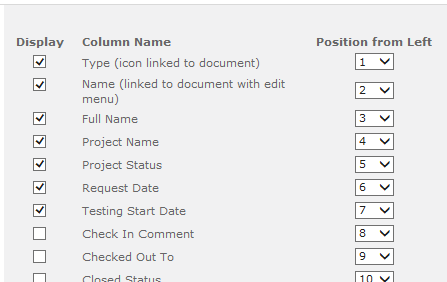 Display Column Name Position from Left
Type (icon linked to document) 1
Name (linked to document with edit
menu) 2
Full Name 3
Project Name 4
Project Status 5
Request Date 6
Testing Start Date 7
Check In Comment 8
Checked Out To 9
Closed Status 10